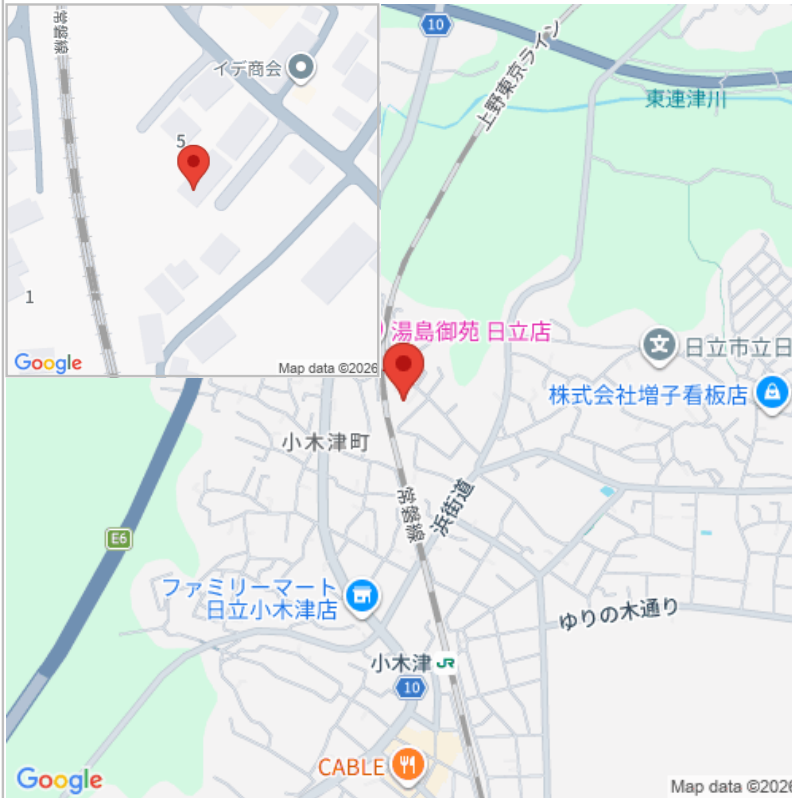 常磐線
イデ商会
5
1
Google
Map data ©2026
10
上野東京ライン
東連津川
湯島御苑 日立店
日立市立日
株式会社増子看板店
小木津町
常磐線
浜街道
E6
ファミリーマート
日立小木津店
ゆりの木通り
小木津
JR
10
CABLE
Google
Map data ©2026